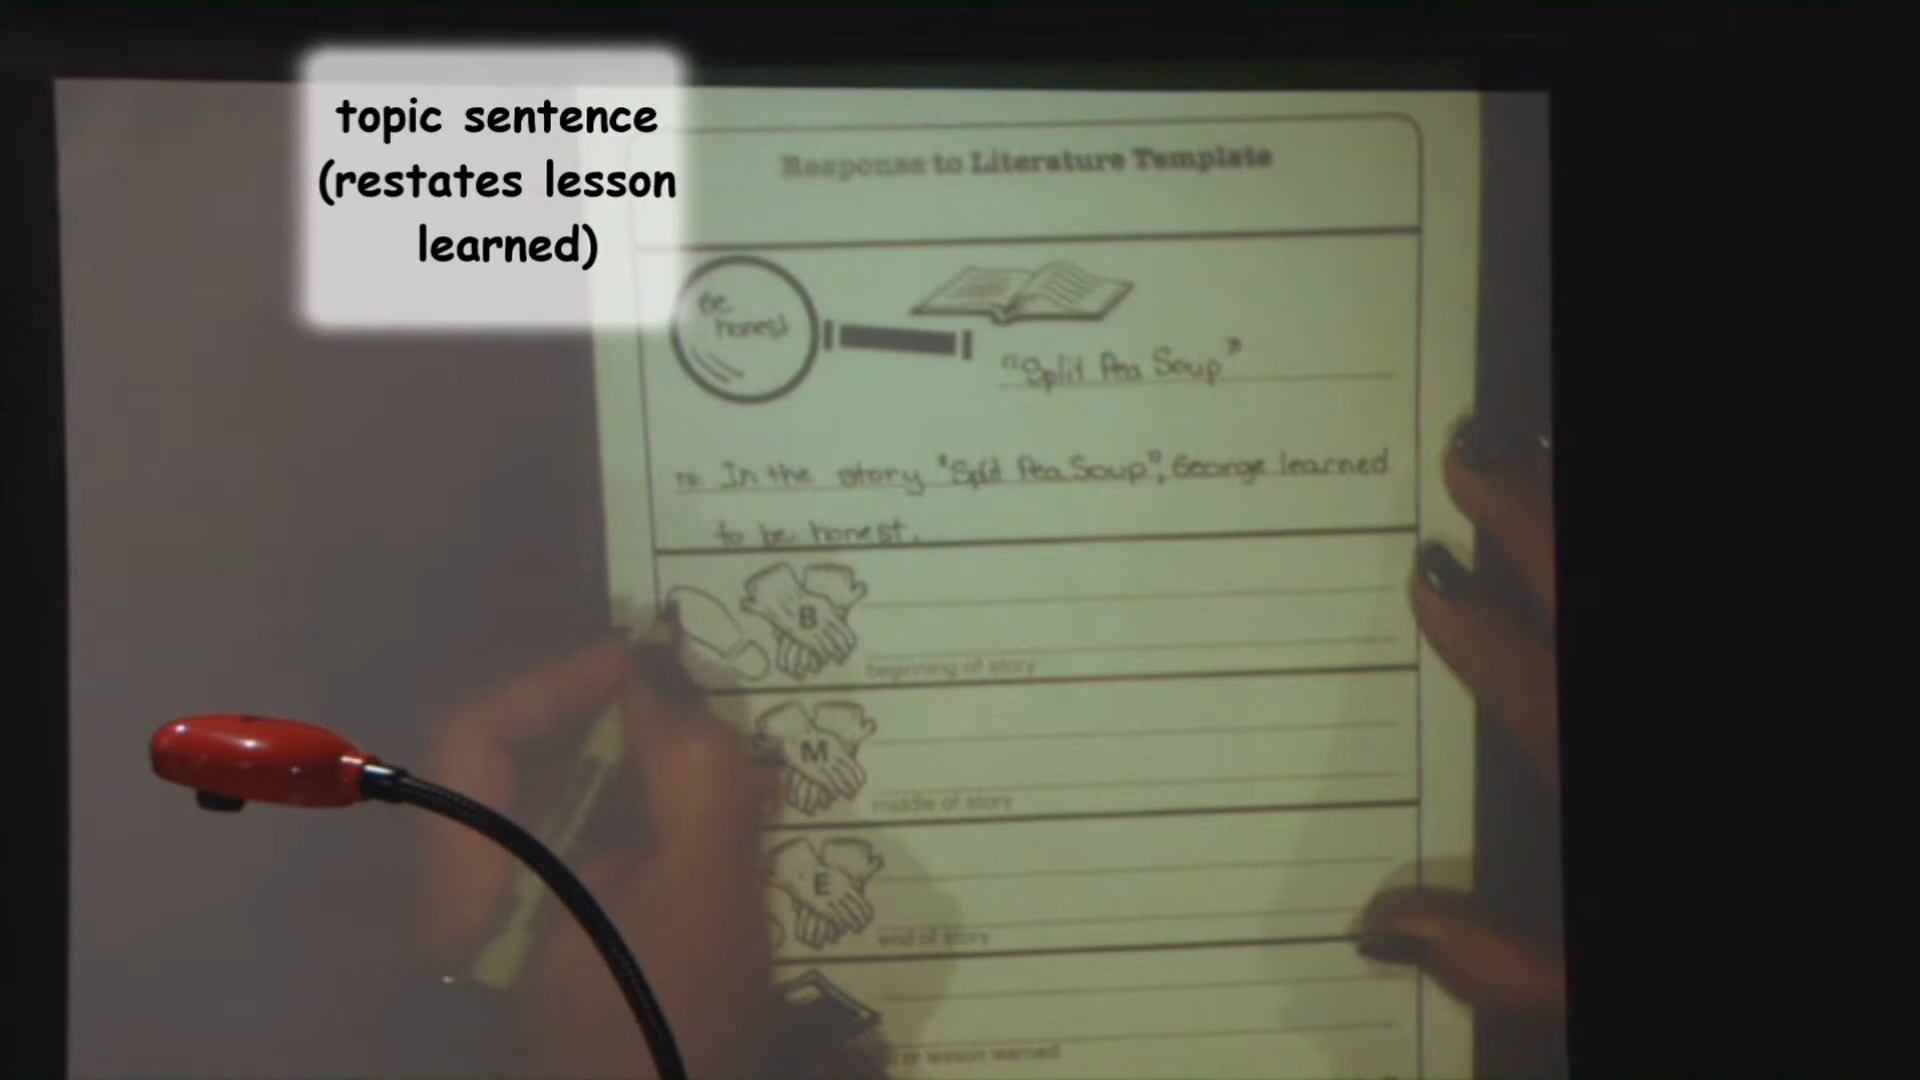 topic sentence
(restates lesson
learned)
Response to Literature Template
Be
honest
"Split Pea Soup"
In the story "Split Pea Soup", George learned
to be honest.
B
beginning of story
M
middle of story
E
end of story
or lesson learned